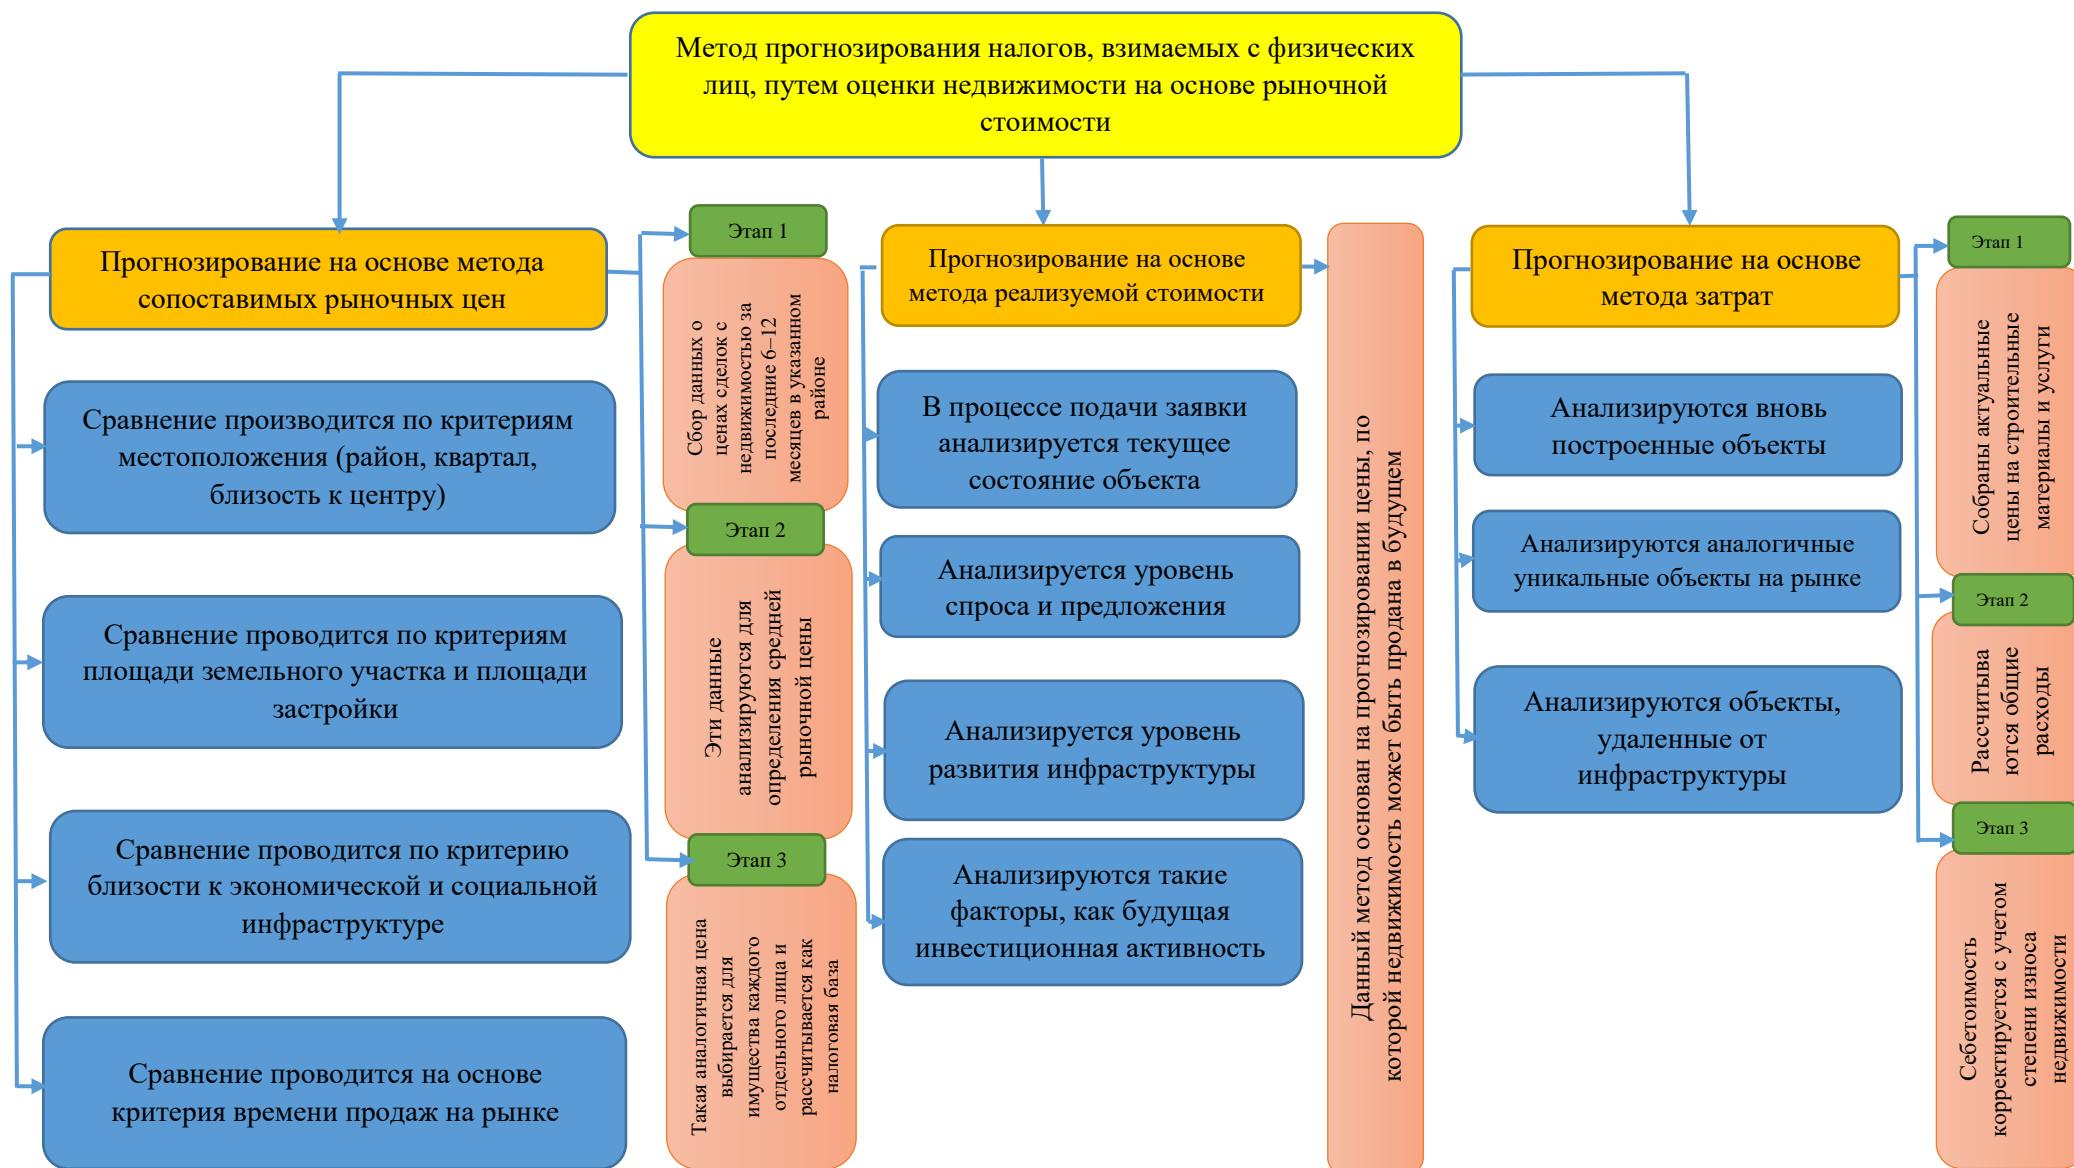 Метод прогнозирования налогов, взимаемых с физических
лиц, путем оценки недвижимости на основе рыночной
стоимости
Прогнозирование на основе метода
сопоставимых рыночных цен
Сравнение производится по критериям
местоположения (район, квартал,
близость к центру)
Сравнение проводится по критериям
площади земельного участка и площади
застройки
Сравнение проводится по критерию
близости к экономической и социальной
инфраструктуре
Сравнение проводится на основе
критерия времени продаж на рынке
Этап 1
Сбор данных о
ценах сделок с
недвижимостью за
последние 6–12
месяцев в указанном
районе
Этап 2
Эти данные
анализируются для
определения средней
рыночной цены
Этап 3
Такая аналогичная цена
выбирается для
имущества каждого
отдельного лица и
рассчитывается как
налоговая база
Прогнозирование на основе
метода реализуемой стоимости
В процессе подачи заявки
анализируется текущее
состояние объекта
Анализируется уровень
спроса и предложения
Анализируется уровень
развития инфраструктуры
Анализируются такие
факторы, как будущая
инвестиционная активность
Данный метод основан на прогнозировании цены, по
которой недвижимость может быть продана в будущем
Прогнозирование на основе
метода затрат
Анализируются вновь
построенные объекты
Анализируются аналогичные
уникальные объекты на рынке
Анализируются объекты,
удаленные от
инфраструктуры
Этап 1
Собраны актуальные
цены на строительные
материалы и услуги
Этап 2
Рассчитыва
ются общие
расходы
Этап 3
Себетоимость
корректируется с учетом
степени износа
недвижимости